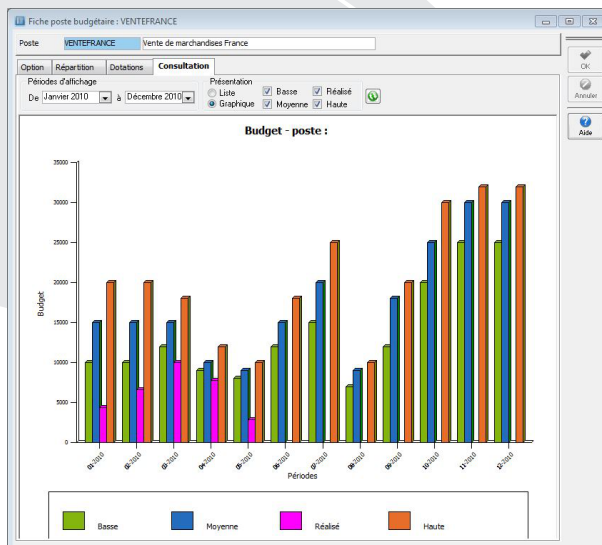 Fiche poste budgétaire : VENTEFRANCE
Poste VENTEFRANCE Vente de marchandises France
Option Répartition Dotations Consultation
Périodes d'affichage Présentation
De Janvier 2010 à Décembre 2010 Liste Basse Réalisé
Graphique Moyenne Haute
OK
Annuler
Aide
Budget - poste :
Budget
35000
30000
25000
20000
15000
10000
5000
0
01-2010 02-2010 03-2010 04-2010 05-2010 06-2010 07-2010 08-2010 09-2010 10-2010 11-2010 12-2010
Périodes
Basse Moyenne Réalisé Haute